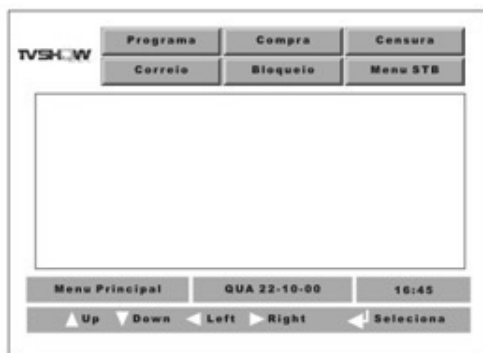 TVSHOW
Programa Compra Censura
Correio Bloqueio Menu STB
Menu Principal QUA 22-10-00 16:45
Up Down Left Right Seleciona